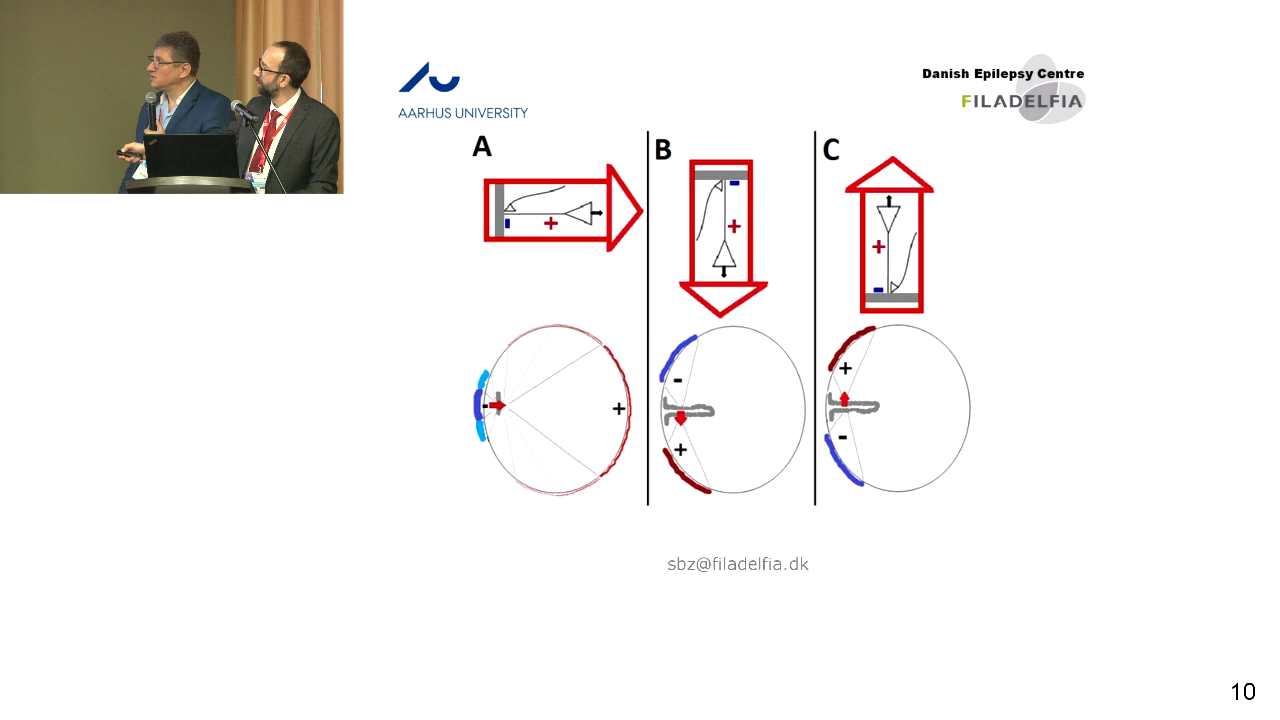 AARHUS UNIVERSITY
Danish Epilepsy Centre
FILADELFIA
A
B
C
-
+
-
+
-
+
+
-
+
-
+
+
-
sbz@filadelfia.dk
10